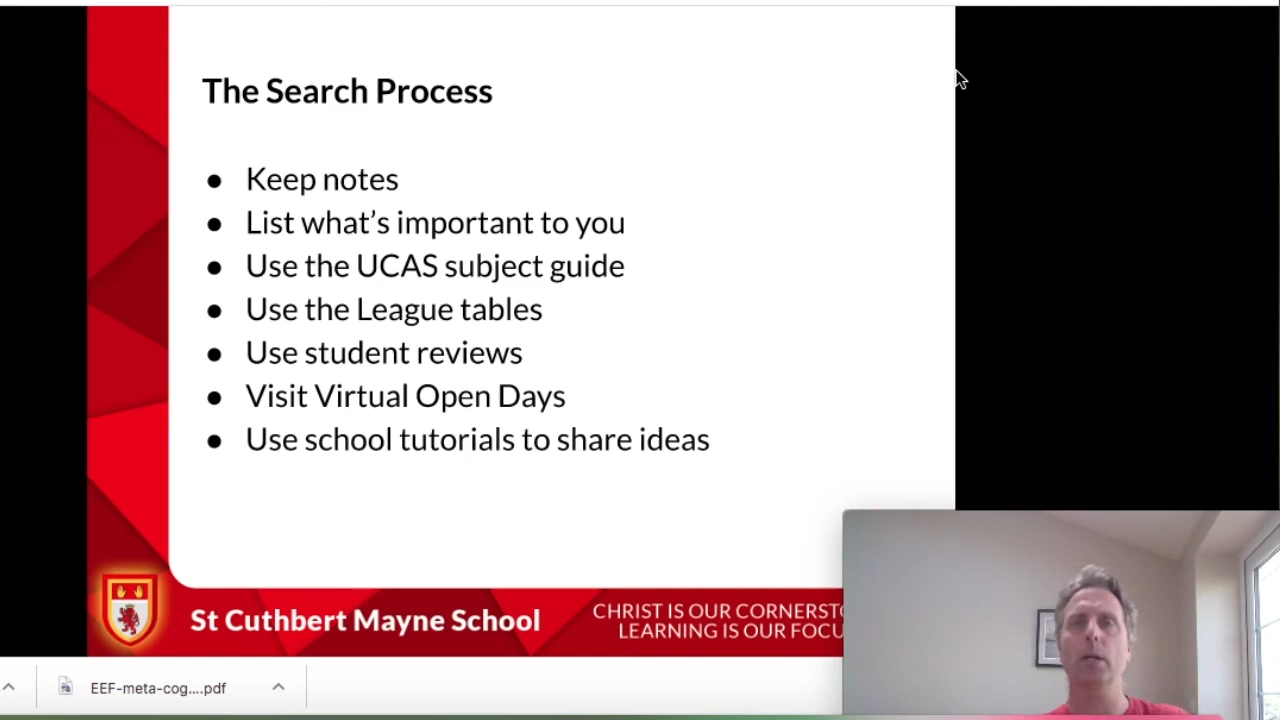 The Search Process
● Keep notes
● List what’s important to you
● Use the UCAS subject guide
● Use the League tables
● Use student reviews
● Visit Virtual Open Days
● Use school tutorials to share ideas
St Cuthbert Mayne School
CHRIST IS OUR
LEARNING IS OUR
EEF-meta-cog....pdf